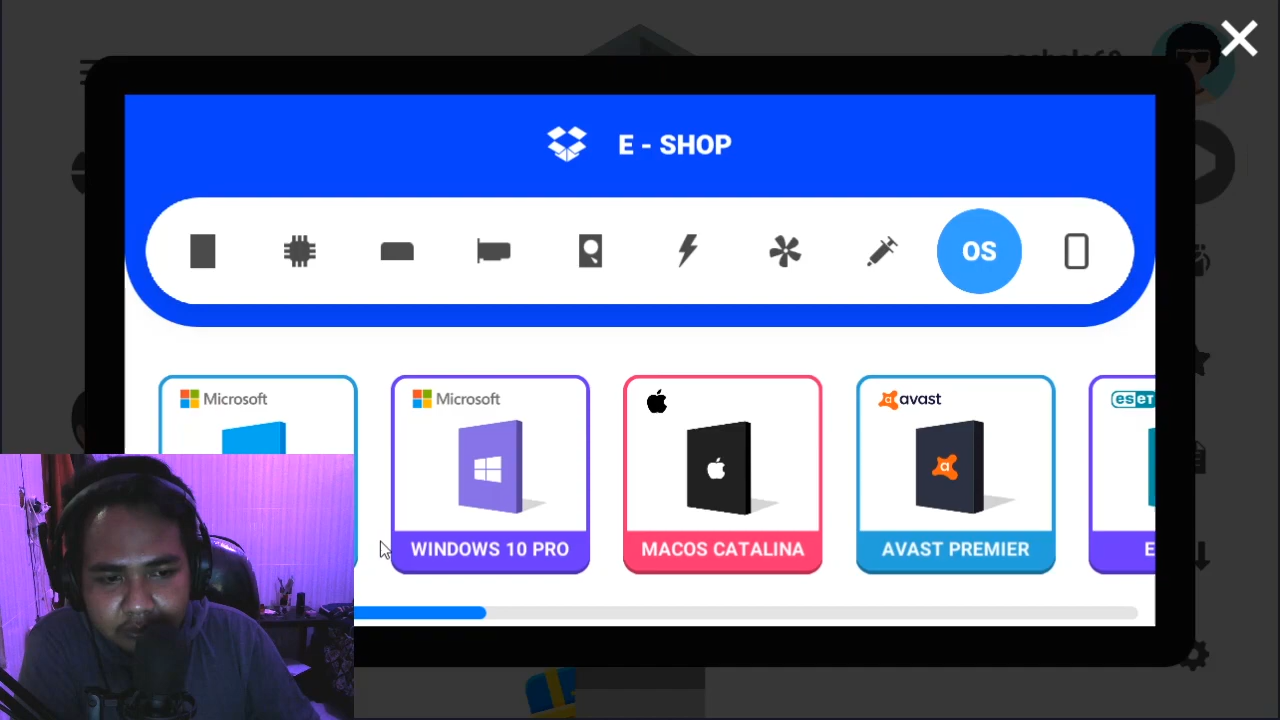 E - SHOP
OS
Microsoft
Microsoft
avast
eset
a
WINDOWS 10 PRO
MACOS CATALINA
AVAST PREMIER
E